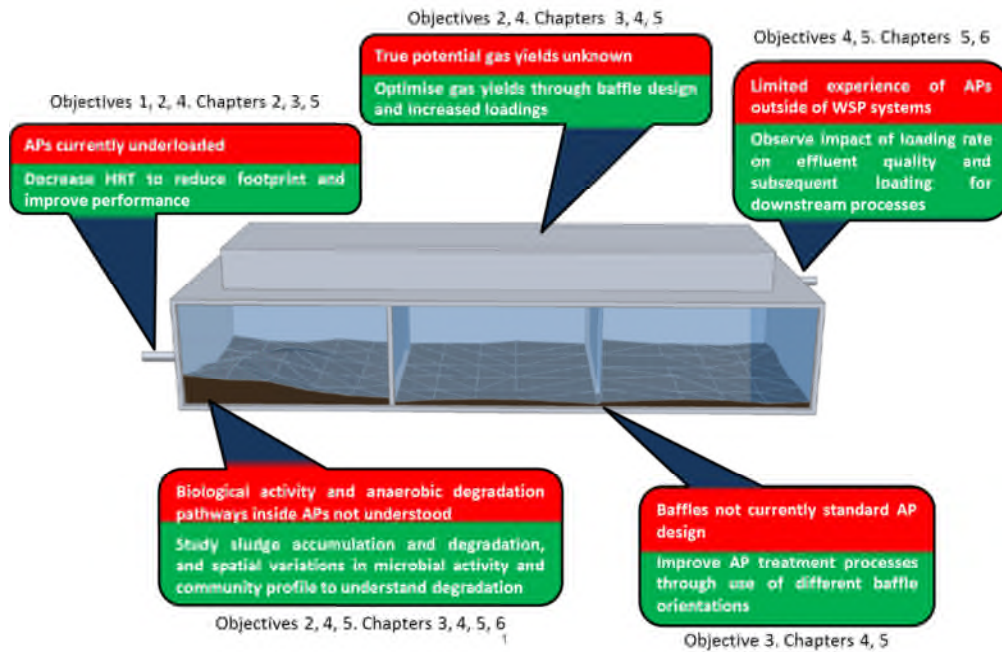 Objectives 2, 4. Chapters 3, 4, 5
True potential gas yields unknown
Optimise gas yields through baffle design
and increased loadings
Objectives 4, 5. Chapters 5, 6
Limited experience of APs
outside of WSP systems
Observe impact of loading rate
on effluent quality and
subsequent loading for
downstream processes
Objectives 1, 2, 4. Chapters 2, 3, 5
APs currently underloaded
Decrease HRT to reduce footprint and
improve performance
Biological activity and anaerobic degradation
pathways inside APs not understood
Study sludge accumulation and degradation,
and spatial variations in microbial activity and
community profile to understand degradation
Objectives 2, 4, 5. Chapters 3, 4, 5, 6
1
Baffles not currently standard AP
design
Improve AP treatment processes
through use of different baffle
orientations
Objective 3. Chapters 4, 5